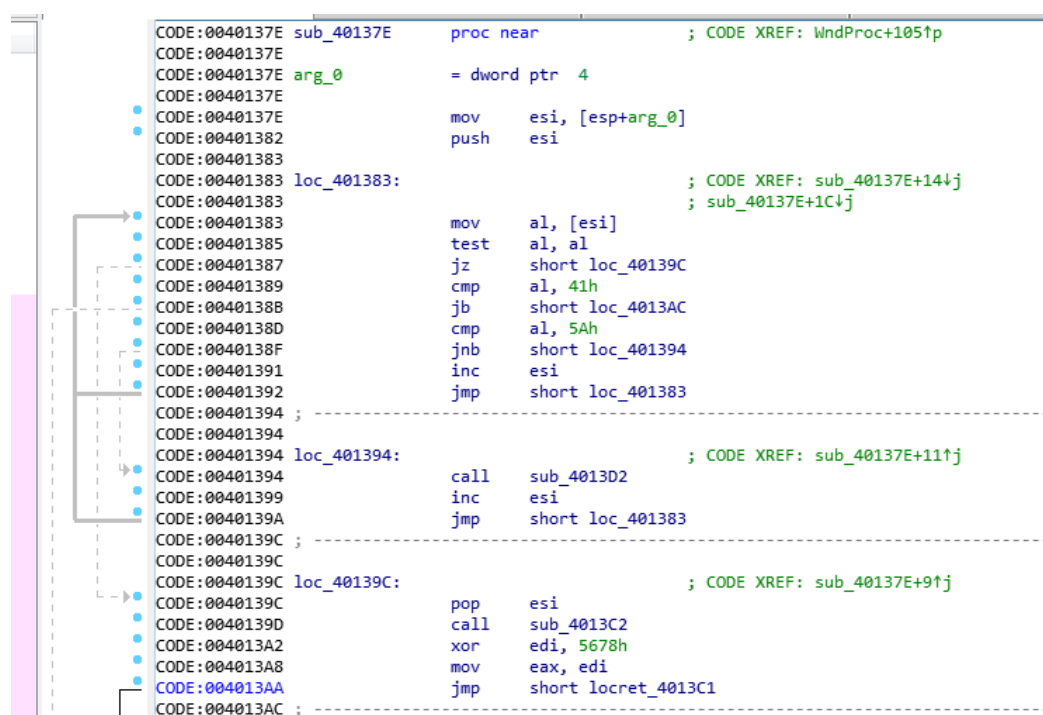 CODE:0040137E sub_40137E proc near ; CODE XREF: WndProc+105↑p
CODE:0040137E
CODE:0040137E arg_0 = dword ptr 4
CODE:0040137E
CODE:0040137E mov esi, [esp+arg_0]
CODE:00401382 push esi
CODE:00401383
CODE:00401383 loc_401383: ; CODE XREF: sub_40137E+14↓j
CODE:00401383 ; sub_40137E+1C↓j
CODE:00401383 mov al, [esi]
CODE:00401385 test al, al
CODE:00401387 jz short loc_40139C
CODE:00401389 cmp al, 41h
CODE:0040138B jb short loc_4013AC
CODE:0040138D cmp al, 5Ah
CODE:0040138F jnb short loc_401394
CODE:00401391 inc esi
CODE:00401392 jmp short loc_401383
CODE:00401394 ; ---------------------------------------------------------------------------
CODE:00401394
CODE:00401394 loc_401394: ; CODE XREF: sub_40137E+11↑j
CODE:00401394 call sub_4013D2
CODE:00401399 inc esi
CODE:0040139A jmp short loc_401383
CODE:0040139C ; ---------------------------------------------------------------------------
CODE:0040139C
CODE:0040139C loc_40139C: ; CODE XREF: sub_40137E+9↑j
CODE:0040139C pop esi
CODE:0040139D call sub_4013C2
CODE:004013A2 xor edi, 5678h
CODE:004013A8 mov eax, edi
CODE:004013AA jmp short locret_4013C1
CODE:004013AC ; ---------------------------------------------------------------------------